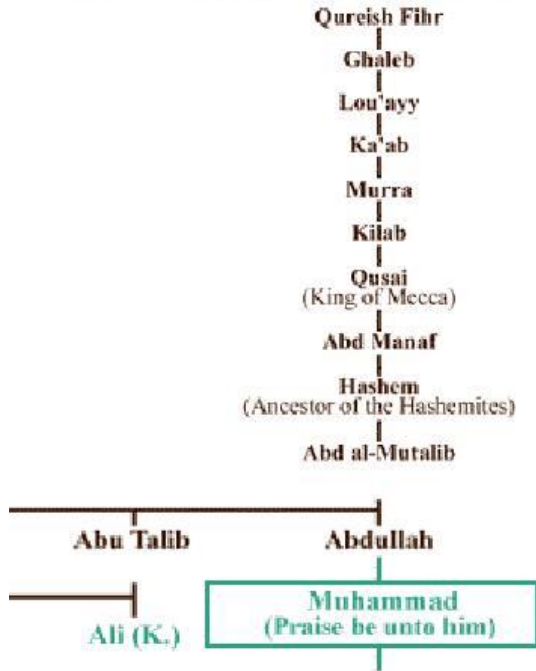 Qureish Fihr
Ghaleb
Lou'ayy
Ka'ab
Murra
Kilab
Qusai
(King of Mecca)
Abd Manaf
Hashem
(Ancestor of the Hashemites)
Abd al-Mutalib
Abu Talib Abdullah
Ali (K.) Muhammad
(Praise be unto him)